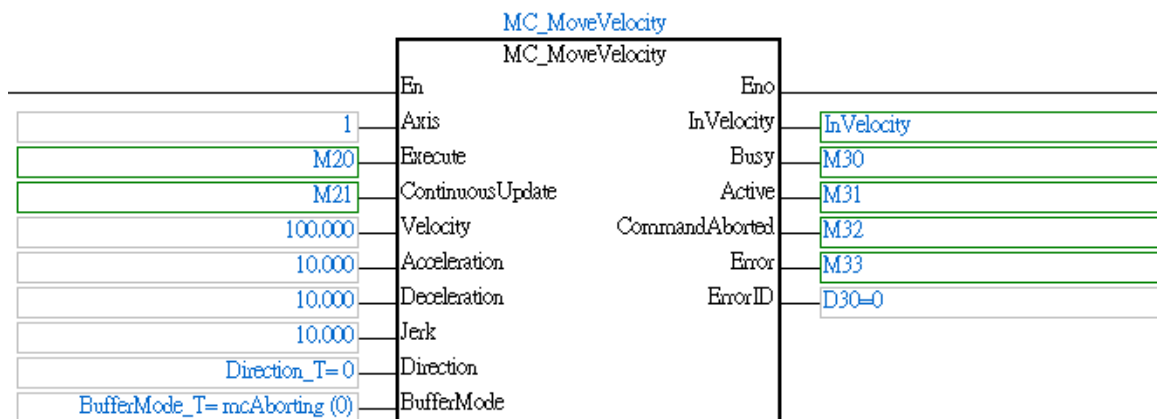 MC_MoveVelocity
MC_MoveVelocity
En Eno
1 Axis InVelocity InVelocity
M20 Execute Busy M30
M21 ContinuousUpdate Active M31
100.000 Velocity CommandAborted M32
10.000 Acceleration Error M33
10.000 Deceleration ErrorID D30=0
10.000 Jerk
Direction_T= 0 Direction
BufferMode_T= mcAborting (0) BufferMode